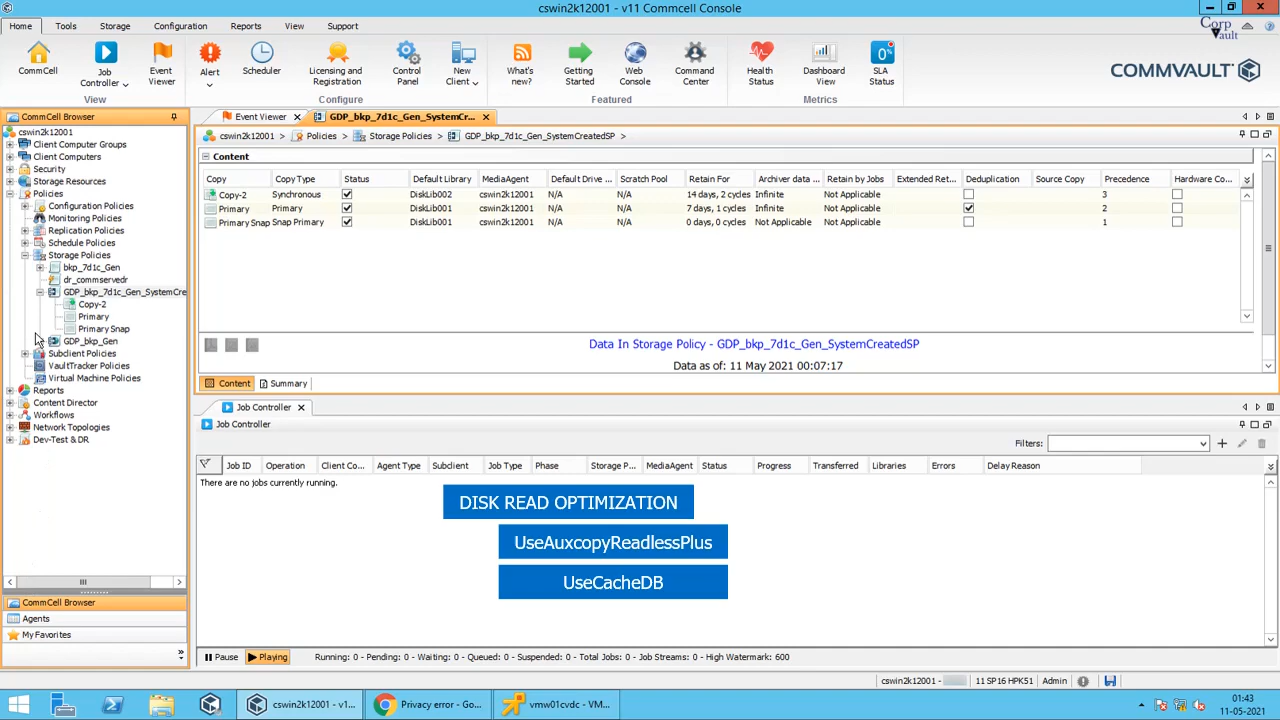 cswin2k12001 - v11 Commcell Console
Home Tools Storage Configuration Reports View Support
Corp Vault
CommCell Job Controller Event Viewer Alert Scheduler Licensing and Registration Control Panel New Client What's new? Getting Started Web Console Command Center Health Status Dashboard View SLA Status
View Configure Featured Metrics
COMMVAULT
CommCell Browser
cswin2k12001
Client Computer Groups
Client Computers
Security
Storage Resources
Policies
Configuration Policies
Monitoring Policies
Replication Policies
Schedule Policies
Storage Policies
bkp_7d1c_Gen
dr_commservedr
GDP_bkp_7d1c_Gen_SystemCre
Copy-2
Primary
Primary Snap
GDP_bkp_Gen
Subclient Policies
VaultTracker Policies
Virtual Machine Policies
Reports
Content Director
Workflows
Network Topologies
Dev-Test & DR
CommCell Browser
Agents
My Favorites
Event Viewer GDP_bkp_7d1c_Gen_SystemC...
cswin2k12001 > Policies > Storage Policies > GDP_bkp_7d1c_Gen_SystemCreatedSP >
Content
Copy Copy Type Status Default Library MediaAgent Default Drive ... Scratch Pool Retain For Archiver data ... Retain by Jobs Extended Ret... Deduplication Source Copy Precedence Hardware Co...
Copy-2 Synchronous DiskLib002 cswin2k12001 N/A N/A 14 days, 2 cycles Infinite Not Applicable 3
Primary Primary DiskLib001 cswin2k12001 N/A N/A 7 days, 1 cycles Infinite Not Applicable 2
Primary Snap Snap Primary DiskLib001 cswin2k12001 N/A N/A 0 days, 0 cycles Not Applicable Not Applicable 1
Data In Storage Policy - GDP_bkp_7d1c_Gen_SystemCreatedSP
Data as of: 11 May 2021 00:07:17
Content Summary
Job Controller
Job Controller
Filters:
Job ID Operation Client Co... Agent Type Subclient Job Type Phase Storage P... MediaAgent Status Progress Transferred Libraries Errors Delay Reason
There are no jobs currently running.
DISK READ OPTIMIZATION
UseAuxcopyReadlessPlus
UseCacheDB
Pause Playing Running: 0 - Pending: 0 - Waiting: 0 - Queued: 0 - Suspended: 0 - Total Jobs: 0 - Job Streams: 0 - High Watermark: 600
cswin2k12001 - 11 SP16 HPK51 Admin
cswin2k12001 - v1... Privacy error - Go... vmw01cvdc - VM...
01:43
11-05-2021